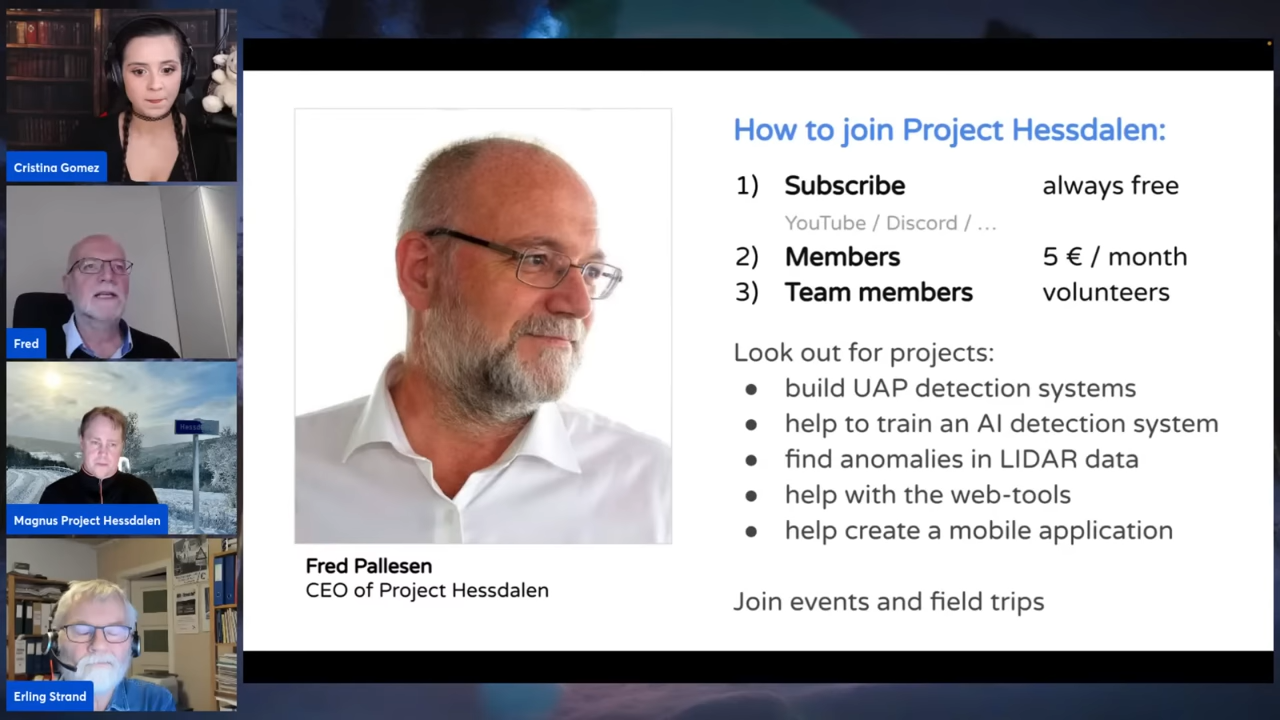 Cristina Gomez
Fred
Magnus Project Hessdalen
Erling Strand
How to join Project Hessdalen:
1) Subscribe always free
YouTube / Discord / ...
2) Members 5 € / month
3) Team members volunteers
Look out for projects:
● build UAP detection systems
● help to train an AI detection system
● find anomalies in LIDAR data
● help with the web-tools
● help create a mobile application
Join events and field trips
Fred Pallesen
CEO of Project Hessdalen